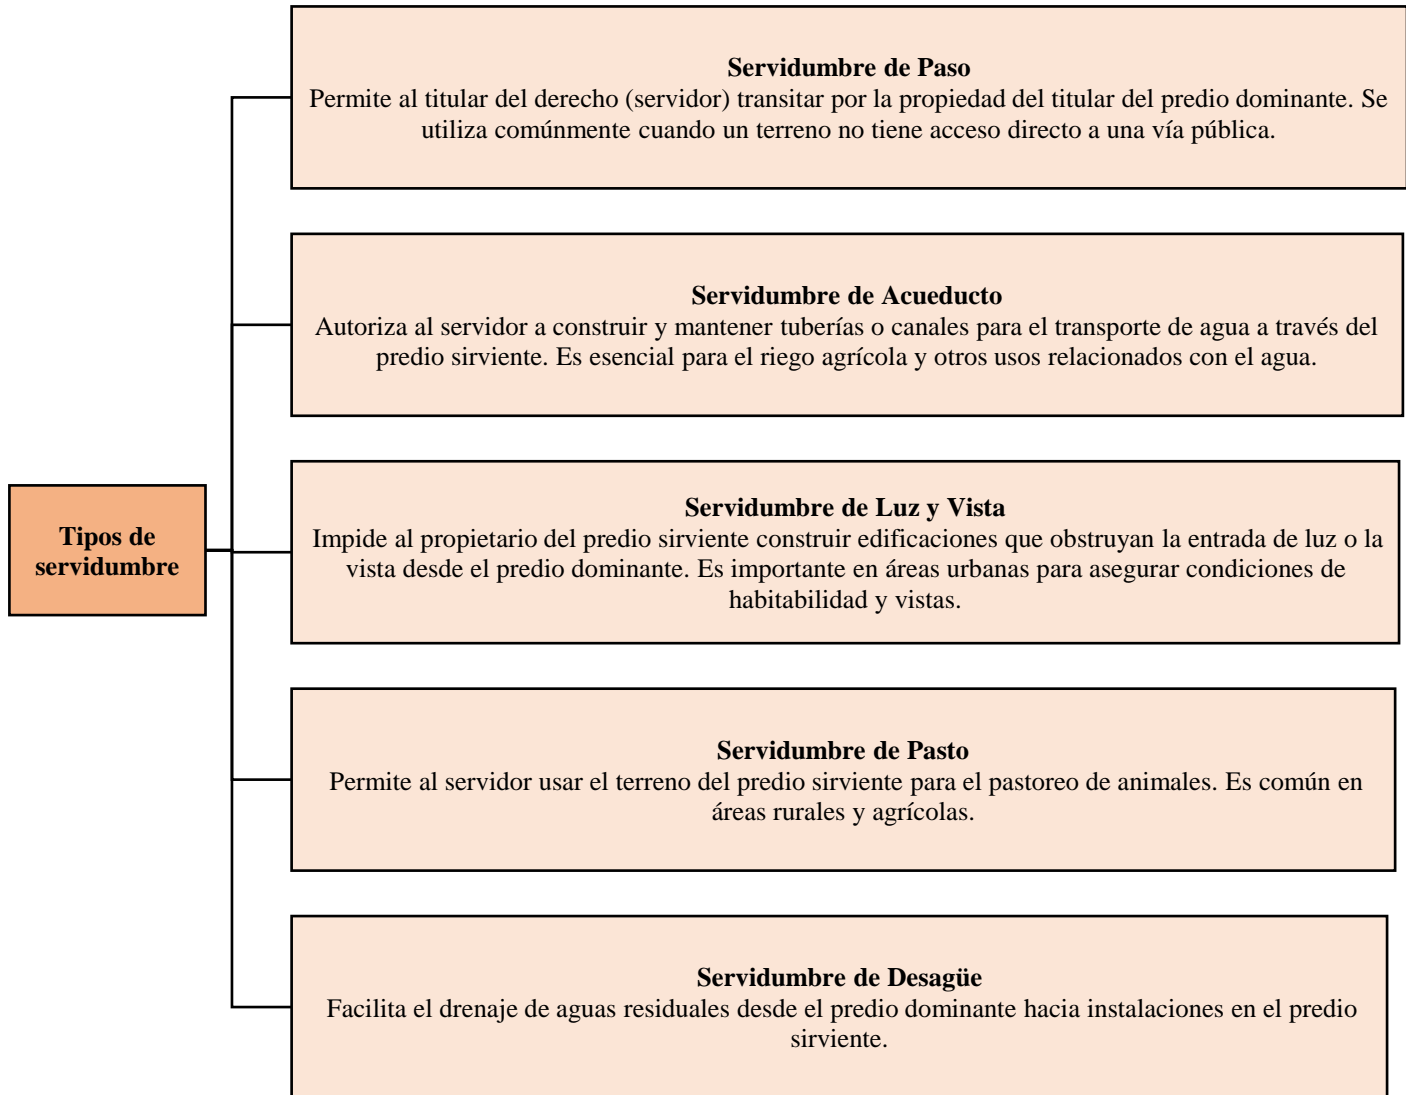 Servidumbre de Paso
Permite al titular del derecho (servidor) transitar por la propiedad del titular del predio dominante. Se
utiliza comúnmente cuando un terreno no tiene acceso directo a una vía pública.
Servidumbre de Acueducto
Autoriza al servidor a construir y mantener tuberías o canales para el transporte de agua a través del
predio sirviente. Es esencial para el riego agrícola y otros usos relacionados con el agua.
Tipos de
servidumbre
Servidumbre de Luz y Vista
Impide al propietario del predio sirviente construir edificaciones que obstruyan la entrada de luz o la
vista desde el predio dominante. Es importante en áreas urbanas para asegurar condiciones de
habitabilidad y vistas.
Servidumbre de Pasto
Permite al servidor usar el terreno del predio sirviente para el pastoreo de animales. Es común en
áreas rurales y agrícolas.
Servidumbre de Desagüe
Facilita el drenaje de aguas residuales desde el predio dominante hacia instalaciones en el predio
sirviente.